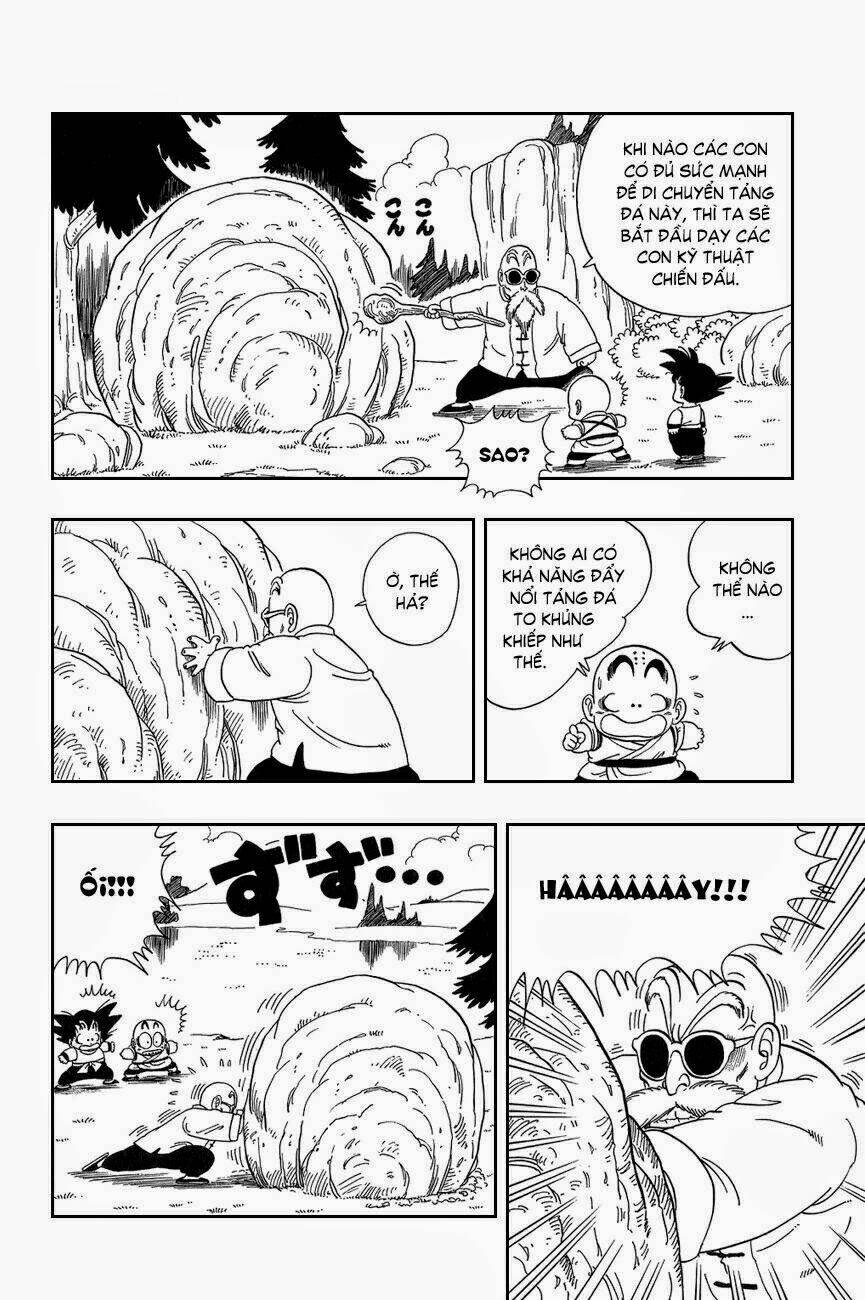 KHI NÀO CÁC CON
CÓ ĐỦ SỨC MẠNH
ĐỂ DI CHUYỂN TẢNG
ĐÁ NÀY, THÌ TA SẼ
BẮT ĐẦU DẠY CÁC
CON KỸ THUẬT
CHIẾN ĐẤU.
こん
こん
SAO?
KHÔNG
THỂ NÀO
...
KHÔNG AI CÓ
KHẢ NĂNG ĐẨY
NỔI TẢNG ĐÁ
TO KHỦNG
KHIẾP NHƯ
THẾ.
Ờ, THẾ
HẢ?
HÂÂÂÂÂÂÂÂY!!!
ずず...
ỐI!!!